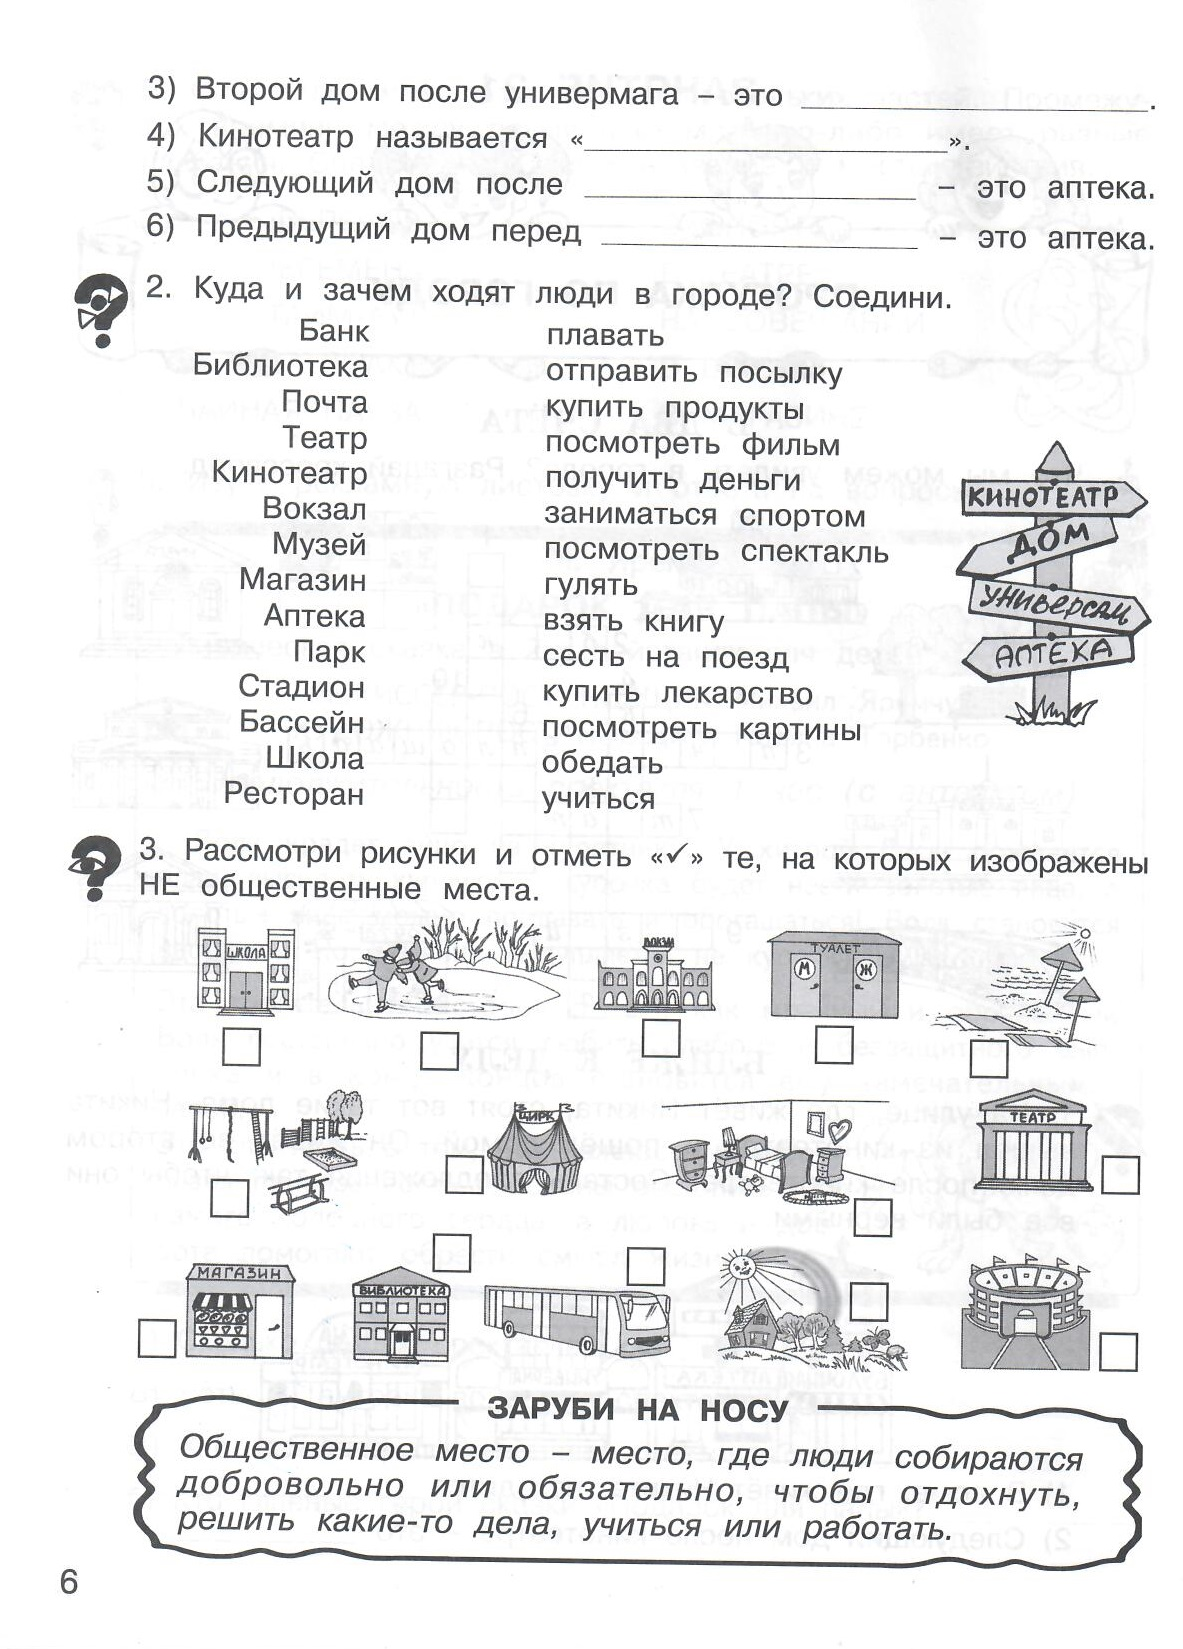 3) Второй дом после универмага – это ____________.
4) Кинотеатр называется «____________».
5) Следующий дом после ____________ – это аптека.
6) Предыдущий дом перед ____________ – это аптека.
2. Куда и зачем ходят люди в городе? Соедини.
Банк плавать
Библиотека отправить посылку
Почта купить продукты
Театр посмотреть фильм
Кинотеатр получить деньги
Вокзал заниматься спортом
Музей посмотреть спектакль
Магазин гулять
Аптека взять книгу
Парк сесть на поезд
Стадион купить лекарство
Бассейн посмотреть картины
Школа обедать
Ресторан учиться
КИНОТЕАТР
ДОМ
УНИВЕРСАМ
АПТЕКА
3. Рассмотри рисунки и отметь «✓» те, на которых изображены
НЕ общественные места.
ШКОЛА
ВОКЗАЛ
ТУАЛЕТ
М Ж
ЦИРК
ТЕАТР
МАГАЗИН
БИБЛИОТЕКА
ЗАРУБИ НА НОСУ
Общественное место – место, где люди собираются
добровольно или обязательно, чтобы отдохнуть,
решить какие-то дела, учиться или работать.
6